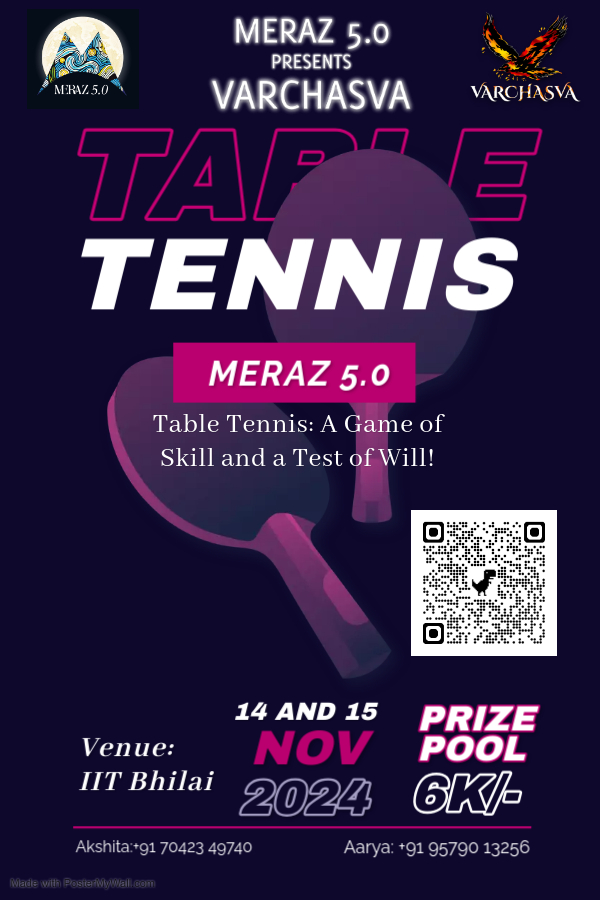 MERAZ 5.0
MERAZ 5.0
PRESENTS
VARCHASVA
VARCHASVA
TABLE
TENNIS
MERAZ 5.0
Table Tennis: A Game of
Skill and a Test of Will!
14 AND 15
NOV
2024
Venue:
IIT Bhilai
PRIZE
POOL
6K/-
Akshita:+91 70423 49740
Aarya: +91 95790 13256
Made with PosterMyWall.com